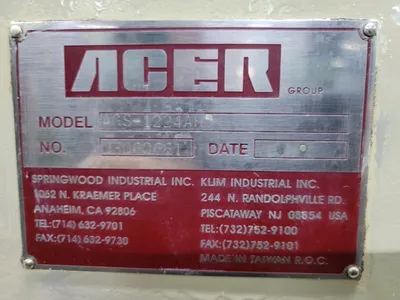 ACER
GROUP
MODEL AGS-1224AHD
NO. DATE
SPRINGWOOD INDUSTRIAL INC.
1062 N. KRAEMER PLACE
ANAHEIM, CA 92806
TEL:(714) 632-9701
FAX:(714) 632-9730
KLIM INDUSTRIAL INC.
244 N. RANDOLPHVILLE RD.
PISCATAWAY NJ 08854 USA
TEL:(732)752-9100
FAX:(732)752-9101
MADE IN TAIWAN R.O.C.